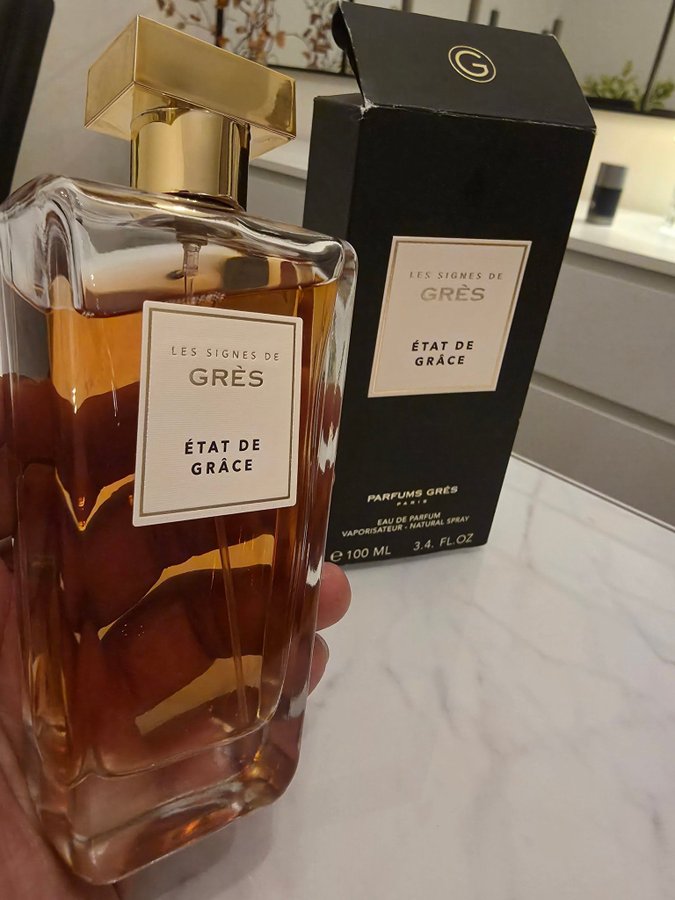 LES SIGNES DE
GRÈS
ÉTAT DE
GRÂCE
G
LES SIGNES DE
GRÈS
ÉTAT DE
GRÂCE
PARFUMS GRÈS
PARIS
EAU DE PARFUM
VAPORISATEUR · NATURAL SPRAY
℮ 100 ML 3.4. FL.OZ